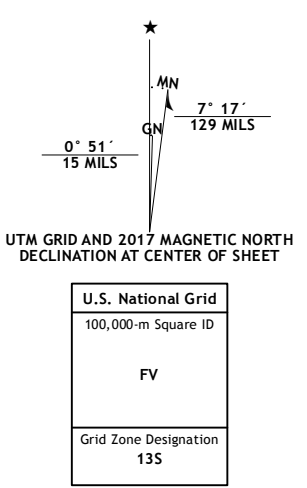 MN
7° 17´
129 MILS
GN
0° 51´
15 MILS
UTM GRID AND 2017 MAGNETIC NORTH
DECLINATION AT CENTER OF SHEET
U.S. National Grid
100,000-m Square ID
FV
Grid Zone Designation
13S